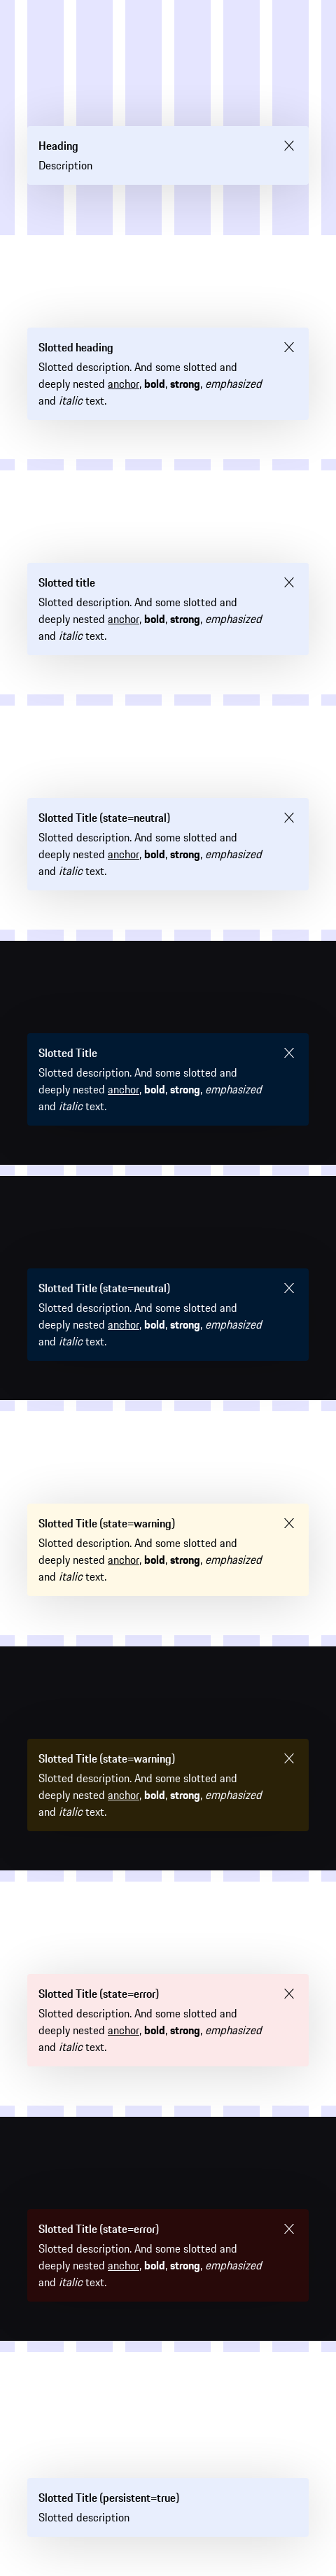 Heading
Description
Slotted heading
Slotted description. And some slotted and
deeply nested anchor, bold, strong, emphasized
and italic text.
Slotted title
Slotted description. And some slotted and
deeply nested anchor, bold, strong, emphasized
and italic text.
Slotted Title (state=neutral)
Slotted description. And some slotted and
deeply nested anchor, bold, strong, emphasized
and italic text.
Slotted Title
Slotted description. And some slotted and
deeply nested anchor, bold, strong, emphasized
and italic text.
Slotted Title (state=neutral)
Slotted description. And some slotted and
deeply nested anchor, bold, strong, emphasized
and italic text.
Slotted Title (state=warning)
Slotted description. And some slotted and
deeply nested anchor, bold, strong, emphasized
and italic text.
Slotted Title (state=warning)
Slotted description. And some slotted and
deeply nested anchor, bold, strong, emphasized
and italic text.
Slotted Title (state=error)
Slotted description. And some slotted and
deeply nested anchor, bold, strong, emphasized
and italic text.
Slotted Title (state=error)
Slotted description. And some slotted and
deeply nested anchor, bold, strong, emphasized
and italic text.
Slotted Title (persistent=true)
Slotted description